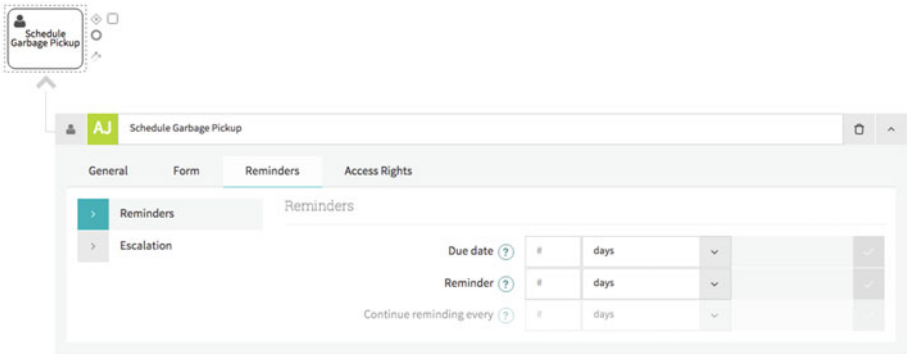 Schedule
Garbage Pickup
AJ Schedule Garbage Pickup
General Form Reminders Access Rights
Reminders
Reminders
Escalation
Due date ? # days
Reminder ? # days
Continue reminding every ? # days